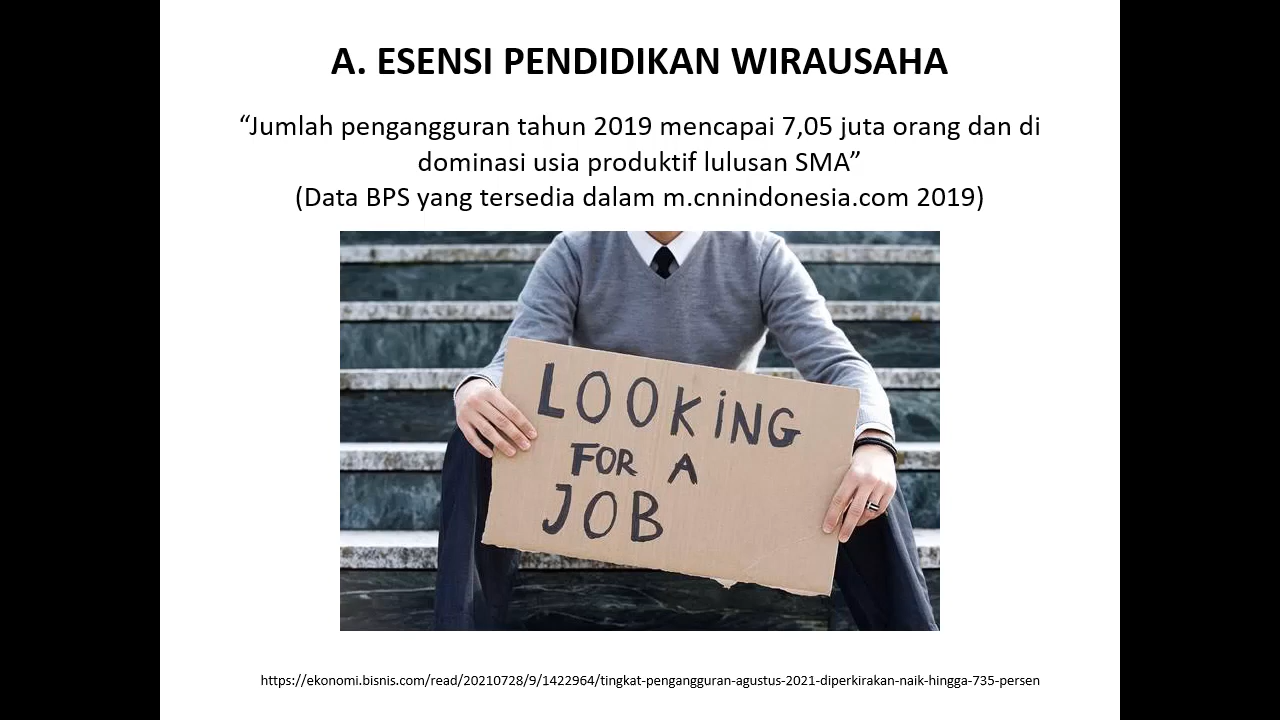 A. ESENSI PENDIDIKAN WIRAUSAHA
“Jumlah pengangguran tahun 2019 mencapai 7,05 juta orang dan di
dominasi usia produktif lulusan SMA”
(Data BPS yang tersedia dalam m.cnnindonesia.com 2019)
LOOKiNG
FOR A
JOB
https://ekonomi.bisnis.com/read/20210728/9/1422964/tingkat-pengangguran-agustus-2021-diperkirakan-naik-hingga-735-persen